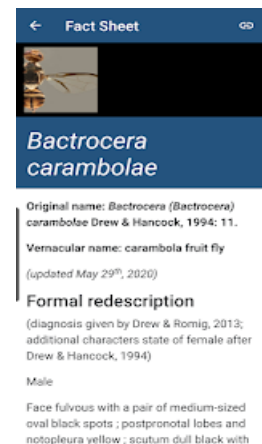 Fact Sheet
Bactrocera
carambolae
Original name: Bactrocera (Bactrocera)
carambolae Drew & Hancock, 1994: 11.
Vernacular name: carambola fruit fly
(updated May 29th, 2020)
Formal redescription
(diagnosis given by Drew & Romig, 2013;
additional characters state of female after
Drew & Hancock, 1994)
Male
Face fulvous with a pair of medium-sized
oval black spots ; postpronotal lobes and
notopleura yellow ; scutum dull black with